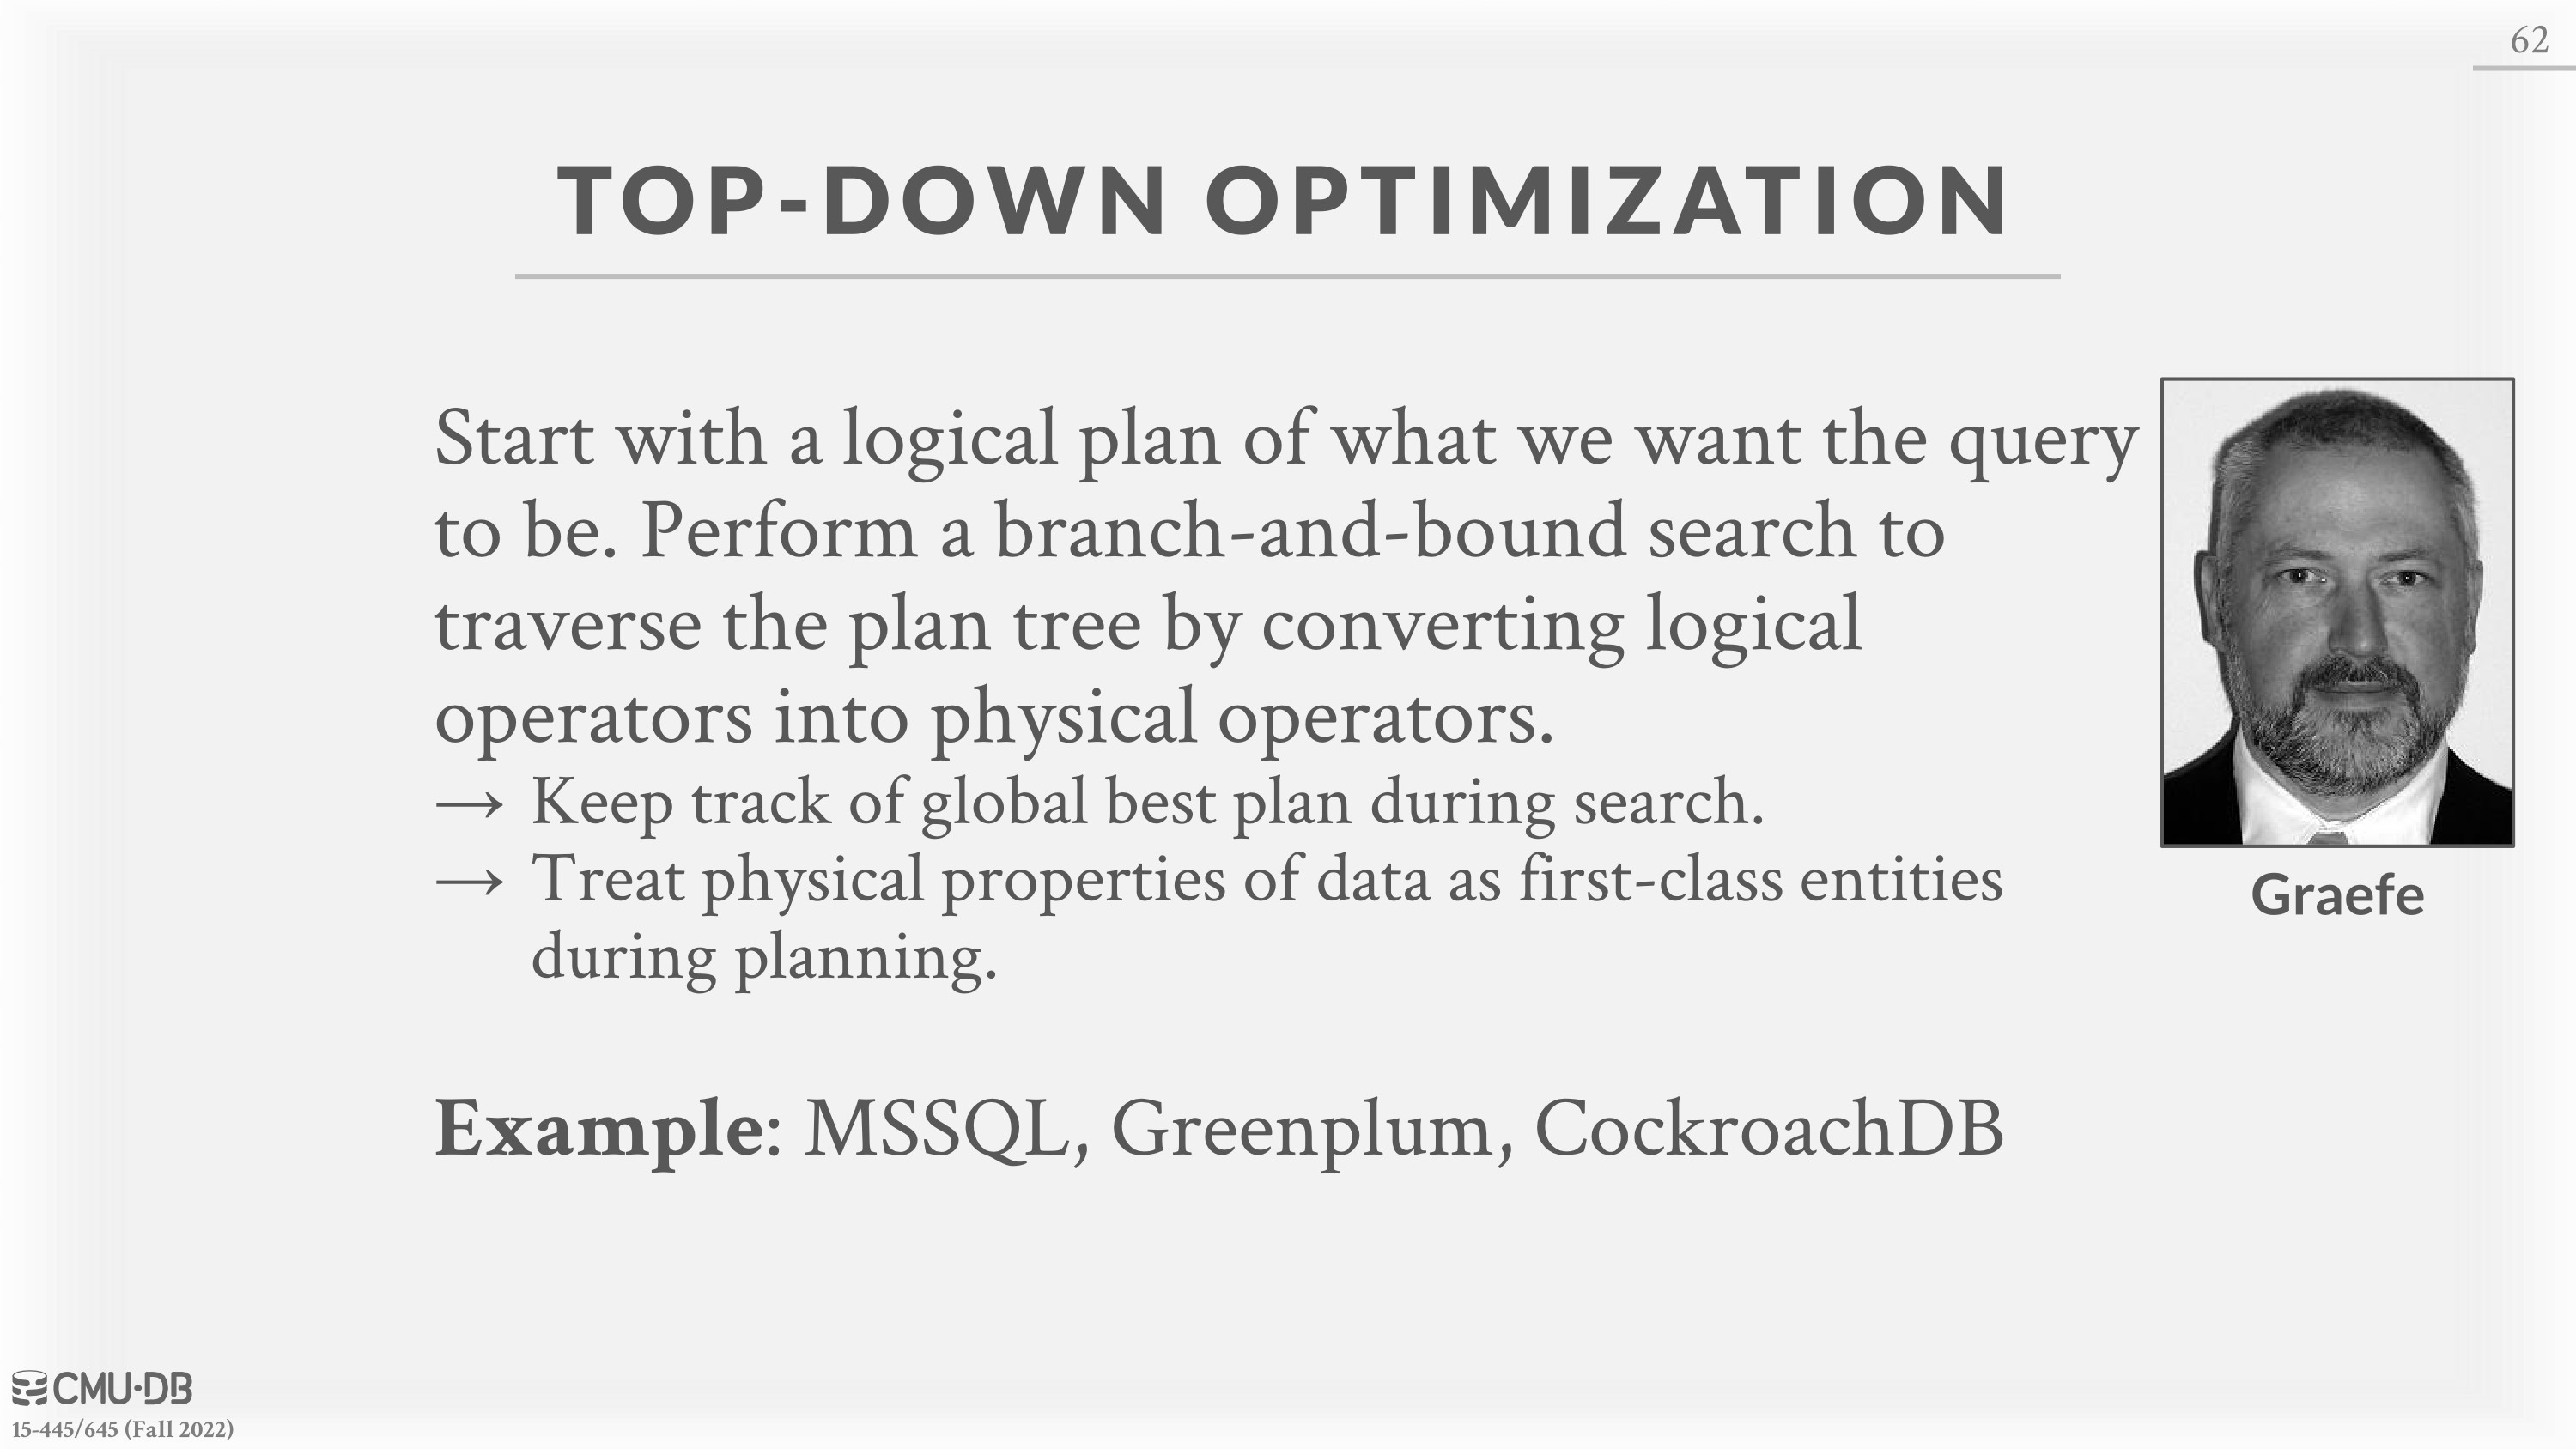 62
TOP-DOWN OPTIMIZATION
Start with a logical plan of what we want the query
to be. Perform a branch-and-bound search to
traverse the plan tree by converting logical
operators into physical operators.
→ Keep track of global best plan during search.
→ Treat physical properties of data as first-class entities
during planning.
Graefe
Example: MSSQL, Greenplum, CockroachDB
CMU·DB
15-445/645 (Fall 2022)